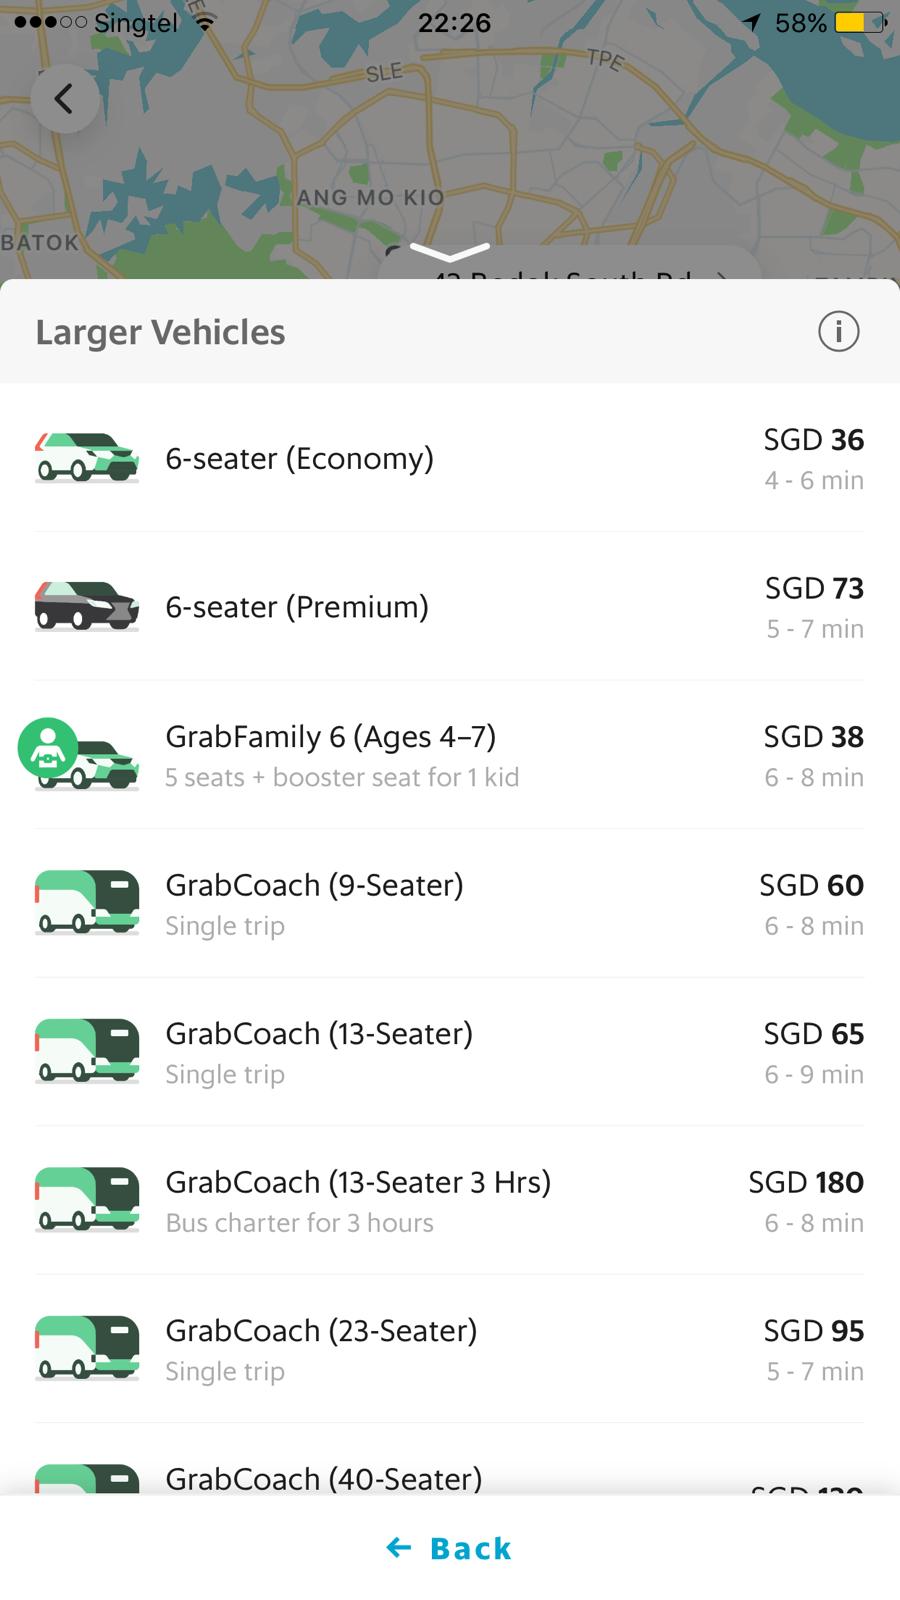 Singtel 22:26 58%
SLE
TPE
ANG MO KIO
BATOK
Larger Vehicles
6-seater (Economy) SGD 36
4 - 6 min
6-seater (Premium) SGD 73
5 - 7 min
GrabFamily 6 (Ages 4–7) SGD 38
5 seats + booster seat for 1 kid 6 - 8 min
GrabCoach (9-Seater) SGD 60
Single trip 6 - 8 min
GrabCoach (13-Seater) SGD 65
Single trip 6 - 9 min
GrabCoach (13-Seater 3 Hrs) SGD 180
Bus charter for 3 hours 6 - 8 min
GrabCoach (23-Seater) SGD 95
Single trip 5 - 7 min
GrabCoach (40-Seater) SGD
← Back